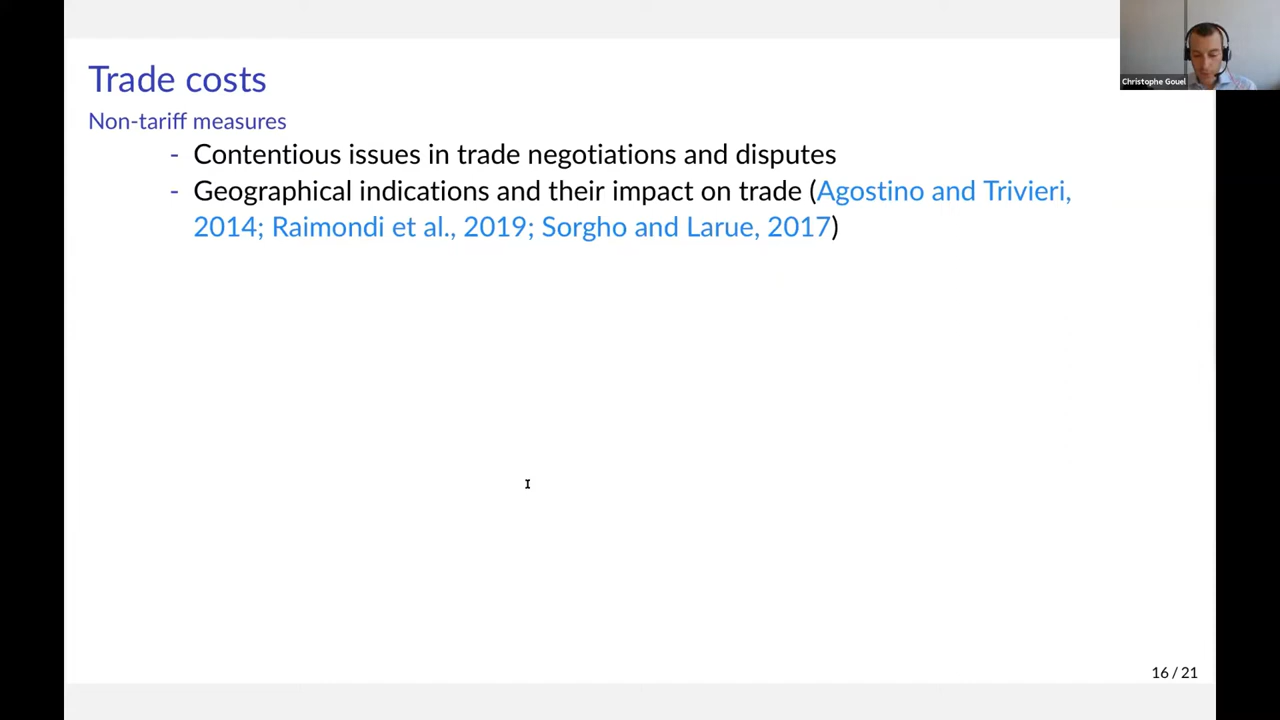 Trade costs
Christophe Gouel
Non-tariff measures
- Contentious issues in trade negotiations and disputes
- Geographical indications and their impact on trade (Agostino and Trivieri,
2014; Raimondi et al., 2019; Sorgho and Larue, 2017)
16 / 21